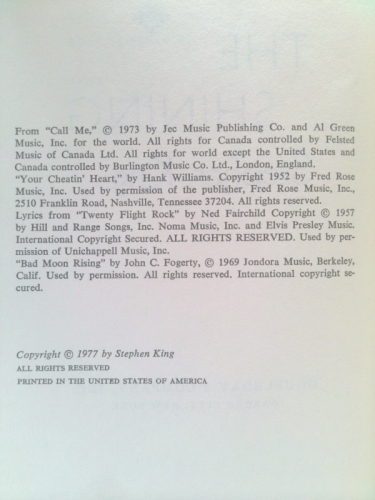 From "Call Me," © 1973 by Jec Music Publishing Co. and Al Green
Music, Inc. for the world. All rights for Canada controlled by Felsted
Music of Canada Ltd. All rights for world except the United States and
Canada controlled by Burlington Music Co. Ltd., London, England.
"Your Cheatin' Heart," by Hank Williams. Copyright 1952 by Fred Rose
Music, Inc. Used by permission of the publisher, Fred Rose Music, Inc.,
2510 Franklin Road, Nashville, Tennessee 37204. All rights reserved.
Lyrics from "Twenty Flight Rock" by Ned Fairchild Copyright © 1957
by Hill and Range Songs, Inc. Noma Music, Inc. and Elvis Presley Music.
International Copyright Secured. ALL RIGHTS RESERVED. Used by per-
mission of Unichappell Music, Inc.
"Bad Moon Rising" by John C. Fogerty, © 1969 Jondora Music, Berkeley,
Calif. Used by permission. All rights reserved. International copyright se-
cured.
Copyright © 1977 by Stephen King
ALL RIGHTS RESERVED
PRINTED IN THE UNITED STATES OF AMERICA